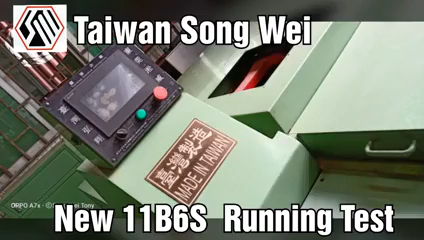 Taiwan Song Wei
臺灣製造
MADE IN TAIWAN
OPPO A7x
New 11B6S Running Test